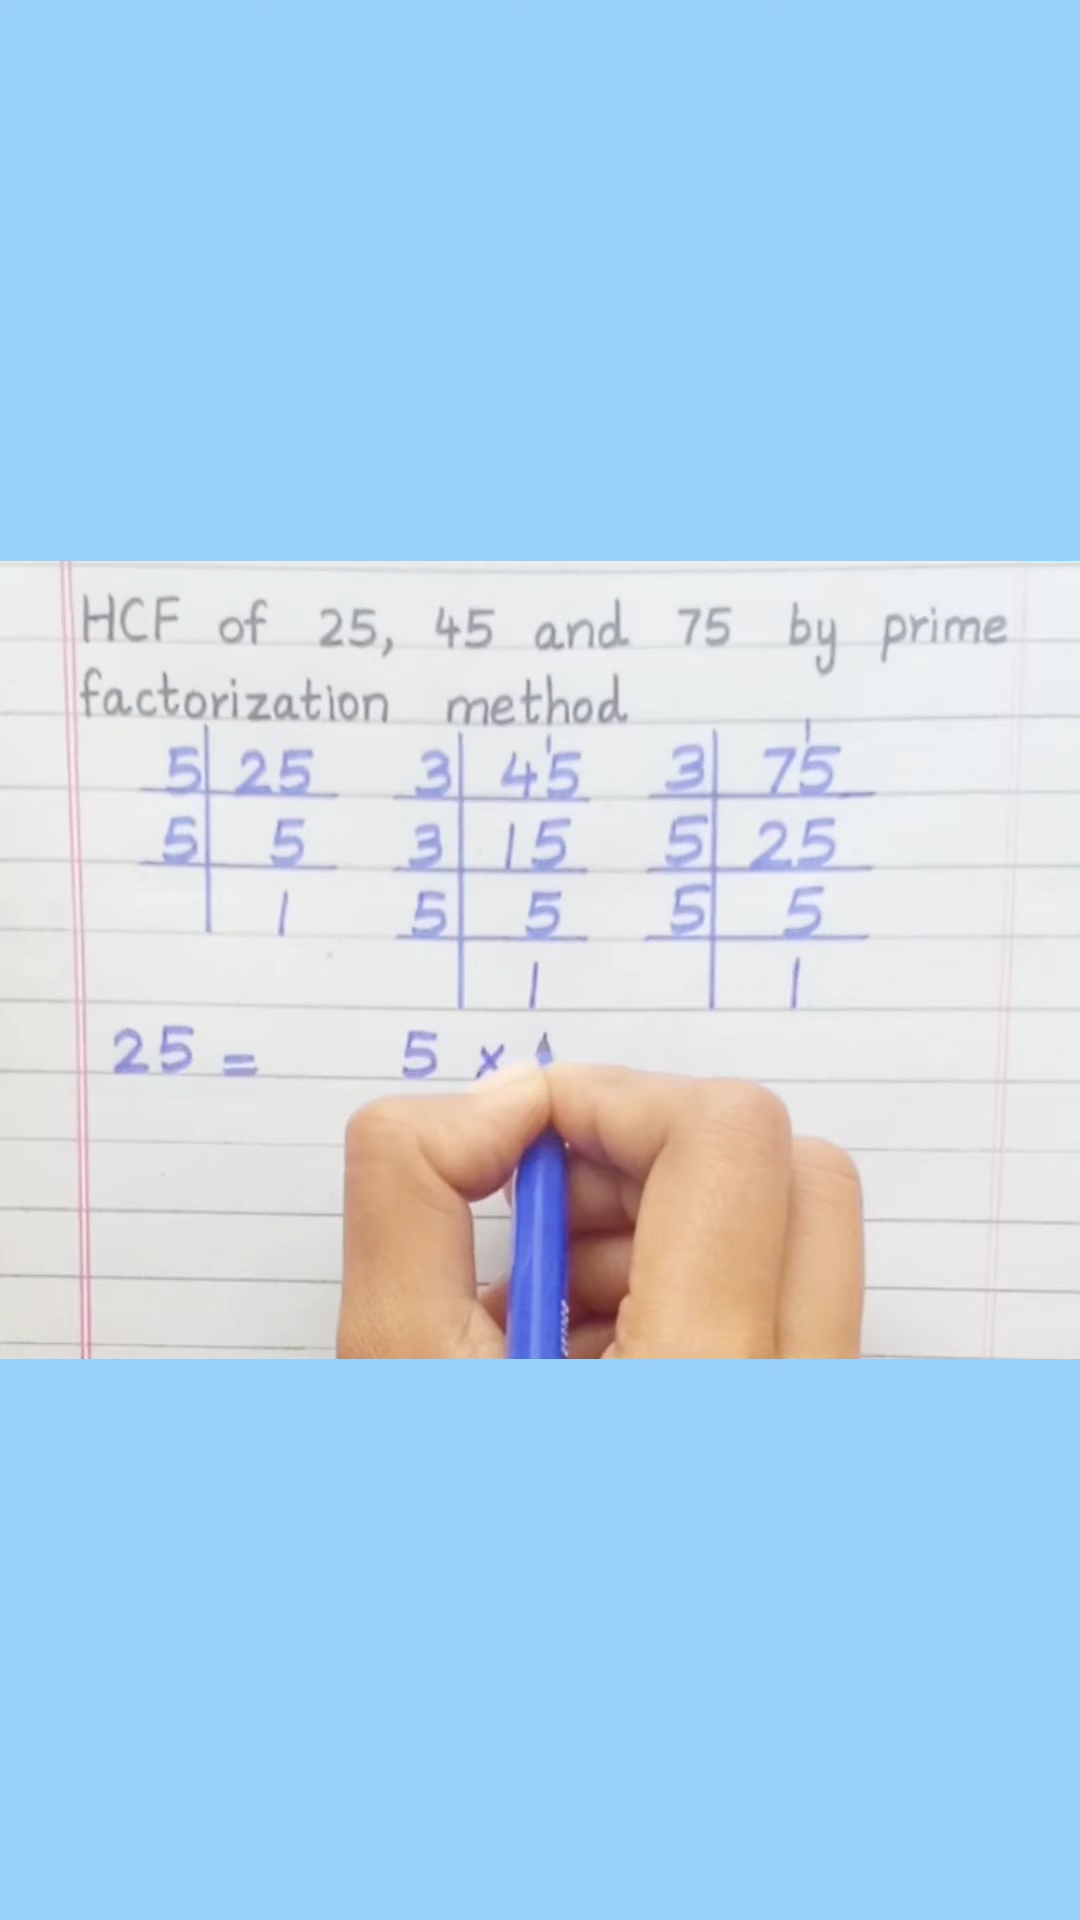 HCF of 25, 45 and 75 by prime
factorization method
5 25 3 45 3 75
5 5 3 15 5 25
1 5 5 5 5
1 1
25 = 5 ×